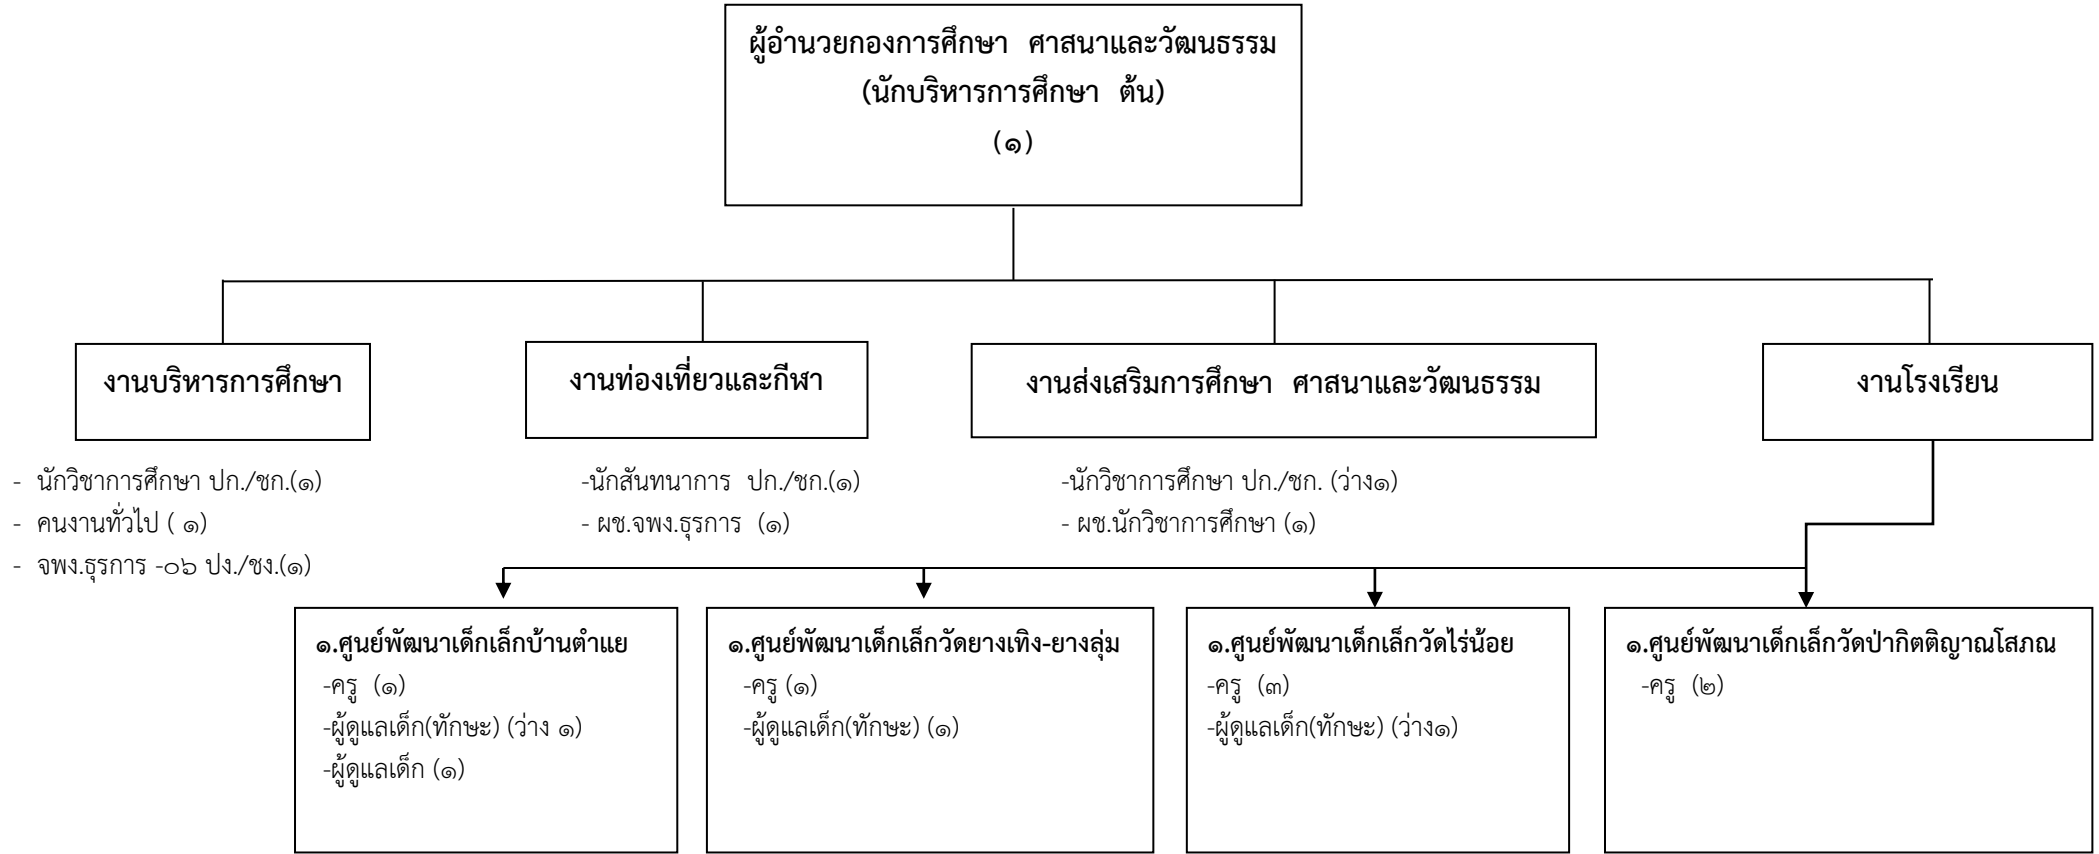 ผู้อำนวยกองการศึกษา ศาสนาและวัฒนธรรม
(นักบริหารการศึกษา ต้น)
(๑)
งานบริหารการศึกษา
งานท่องเที่ยวและกีฬา
งานส่งเสริมการศึกษา ศาสนาและวัฒนธรรม
งานโรงเรียน
- นักวิชาการศึกษา ปก./ชก.(๑)
- คนงานทั่วไป ( ๑)
- จพง.ธุรการ -๐๖ ปง./ชง.(๑)
-นักสันทนาการ ปก./ชก.(๑)
- ผช.จพง.ธุรการ (๑)
-นักวิชาการศึกษา ปก./ชก. (ว่าง๑)
- ผช.นักวิชาการศึกษา (๑)
๑.ศูนย์พัฒนาเด็กเล็กบ้านตำแย
-ครู (๑)
-ผู้ดูแลเด็ก(ทักษะ) (ว่าง ๑)
-ผู้ดูแลเด็ก (๑)
๑.ศูนย์พัฒนาเด็กเล็กวัดยางเทิง-ยางลุ่ม
-ครู (๑)
-ผู้ดูแลเด็ก(ทักษะ) (๑)
๑.ศูนย์พัฒนาเด็กเล็กวัดไร่น้อย
-ครู (๓)
-ผู้ดูแลเด็ก(ทักษะ) (ว่าง๑)
๑.ศูนย์พัฒนาเด็กเล็กวัดป่ากิตติญาณโสภณ
-ครู (๒)